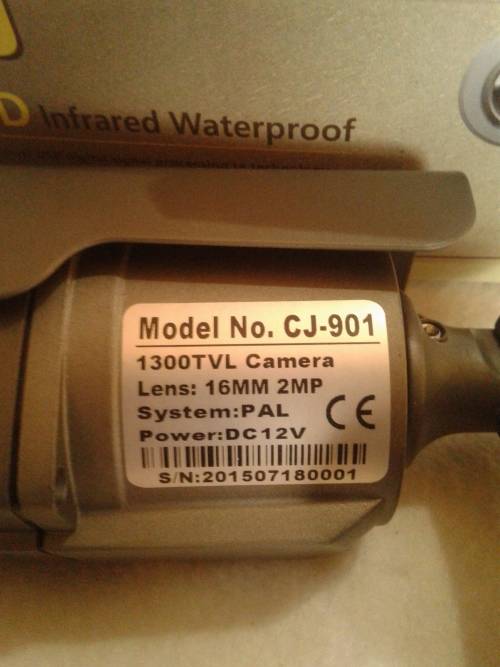 D Infrared Waterproof
Model No. CJ-901
1300TVL Camera
Lens: 16MM 2MP
System:PAL
Power:DC12V
CE
S/N:201507180001